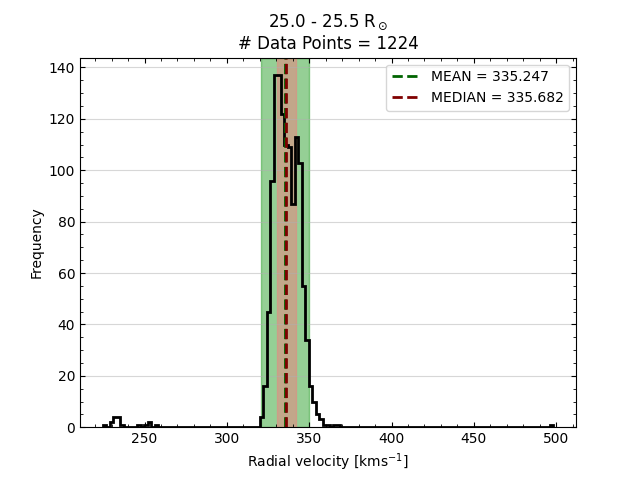 25.0 - 25.5 R⊙
# Data Points = 1224
MEAN = 335.247
MEDIAN = 335.682
140
120
100
80
60
40
20
0
Frequency
250 300 350 400 450 500
Radial velocity [kms⁻¹]